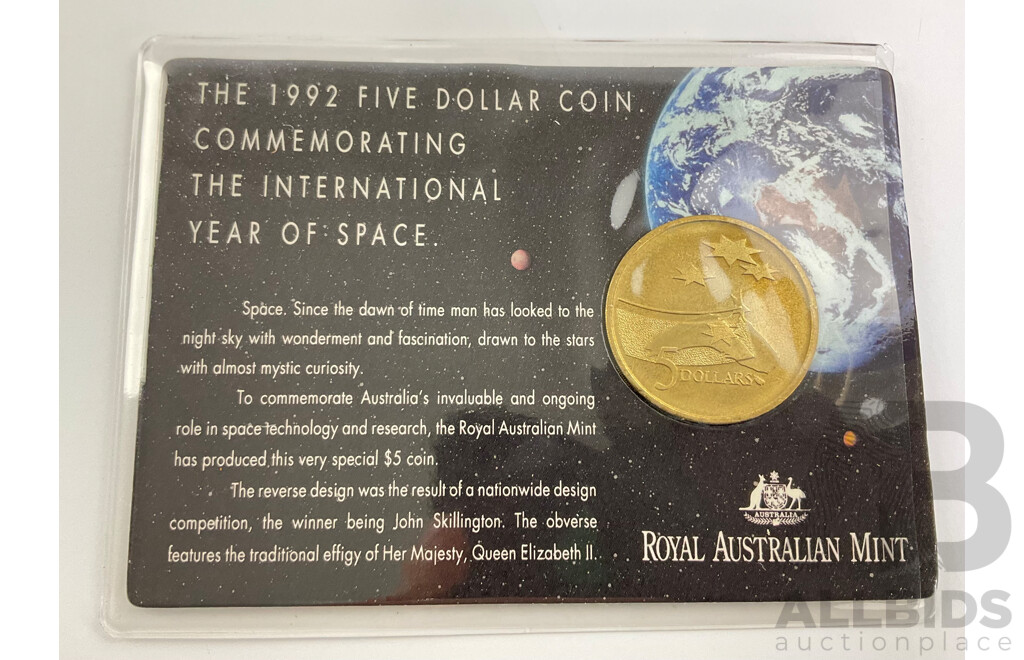 THE 1992 FIVE DOLLAR COIN.
COMMEMORATING
THE INTERNATIONAL
YEAR OF SPACE.
Space. Since the dawn of time man has looked to the
night sky with wonderment and fascination, drawn to the stars
with almost mystic curiosity.
To commemorate Australia's invaluable and ongoing
role in space technology and research, the Royal Australian Mint
has produced this very special $5 coin.
The reverse design was the result of a nationwide design
competition, the winner being John Skillington. The obverse
features the traditional effigy of Her Majesty, Queen Elizabeth II.
5 DOLLARS
AUSTRALIA
ROYAL AUSTRALIAN MINT
B
ALLBIDS
auctionplace